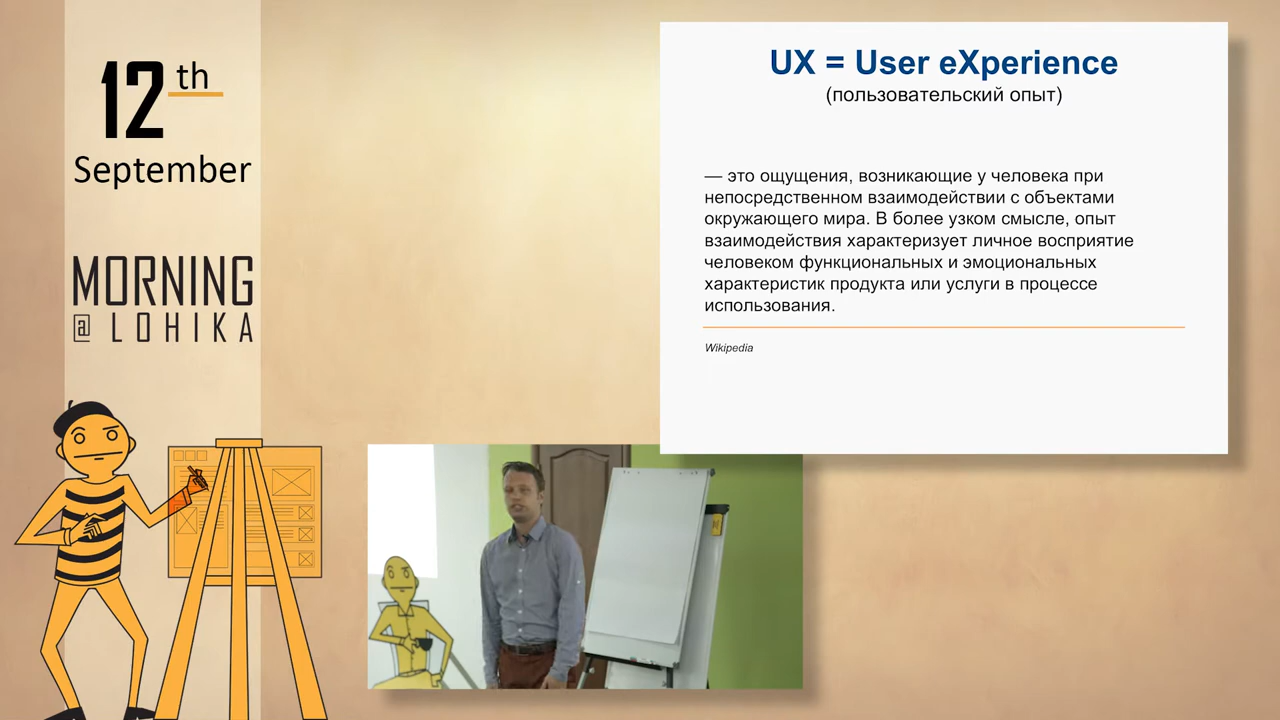 12th
September
MORNING
@ LOHIKA
UX = User eXperience
(пользовательский опыт)
— это ощущения, возникающие у человека при
непосредственном взаимодействии с объектами
окружающего мира. В более узком смысле, опыт
взаимодействия характеризует личное восприятие
человеком функциональных и эмоциональных
характеристик продукта или услуги в процессе
использования.
Wikipedia